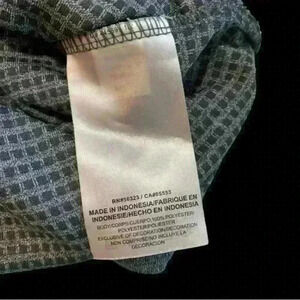 RN#56323 / CA#05553
MADE IN INDONESIA/FABRIQUE EN
INDONESIE/HECHO EN INDONESIA
BODY/CORPS/CUERPO:100% POLYESTER/
POLYESTER/POLIESTER
EXCLUSIVE OF DECORATION/DECORATION
NON COMPRISE/NO INCLUYE LA
DECORACION